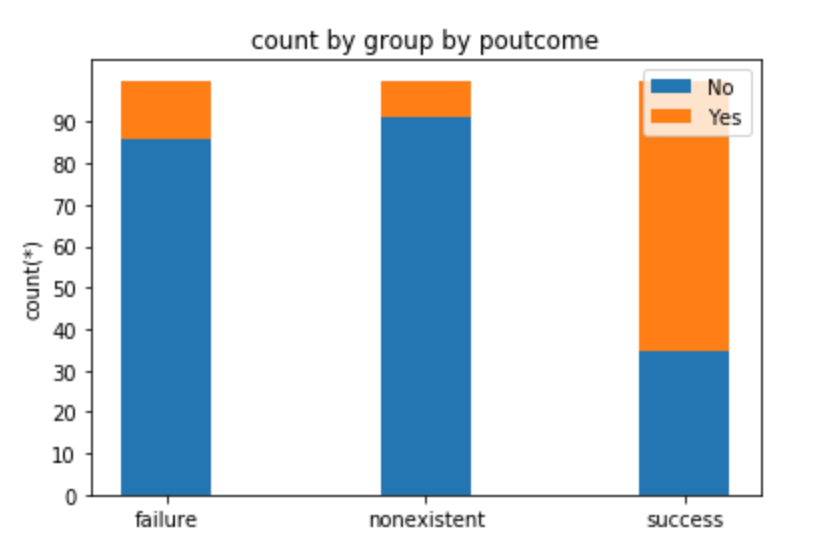 count by group by poutcome
No
Yes
90
80
70
60
50
40
30
20
10
0
count(*)
failure
nonexistent
success